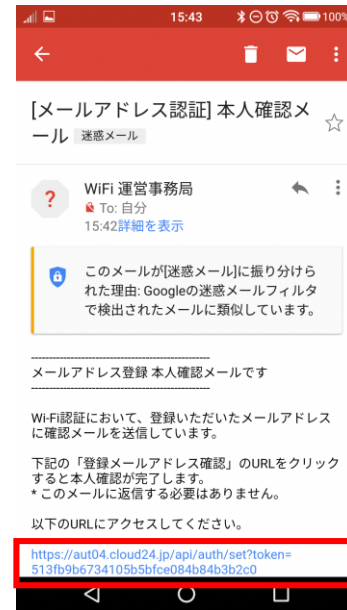 15:43
100%
[メールアドレス認証] 本人確認メ
ール 迷惑メール
?
WiFi 運営事務局
To: 自分
15:42詳細を表示
このメールが[迷惑メール]に振り分けら
れた理由: Googleの迷惑メールフィルタ
で検出されたメールに類似しています。
----------------------------------------
メールアドレス登録 本人確認メールです
----------------------------------------
Wi-Fi認証において、登録いただいたメールアドレス
に確認メールを送信しています。
下記の「登録メールアドレス確認」のURLをクリック
すると本人確認が完了します。
* このメールに返信する必要はありません。
以下のURLにアクセスしてください。
https://aut04.cloud24.jp/api/auth/set?token=
513fb9b6734105b5bfce084b84b3b2c0